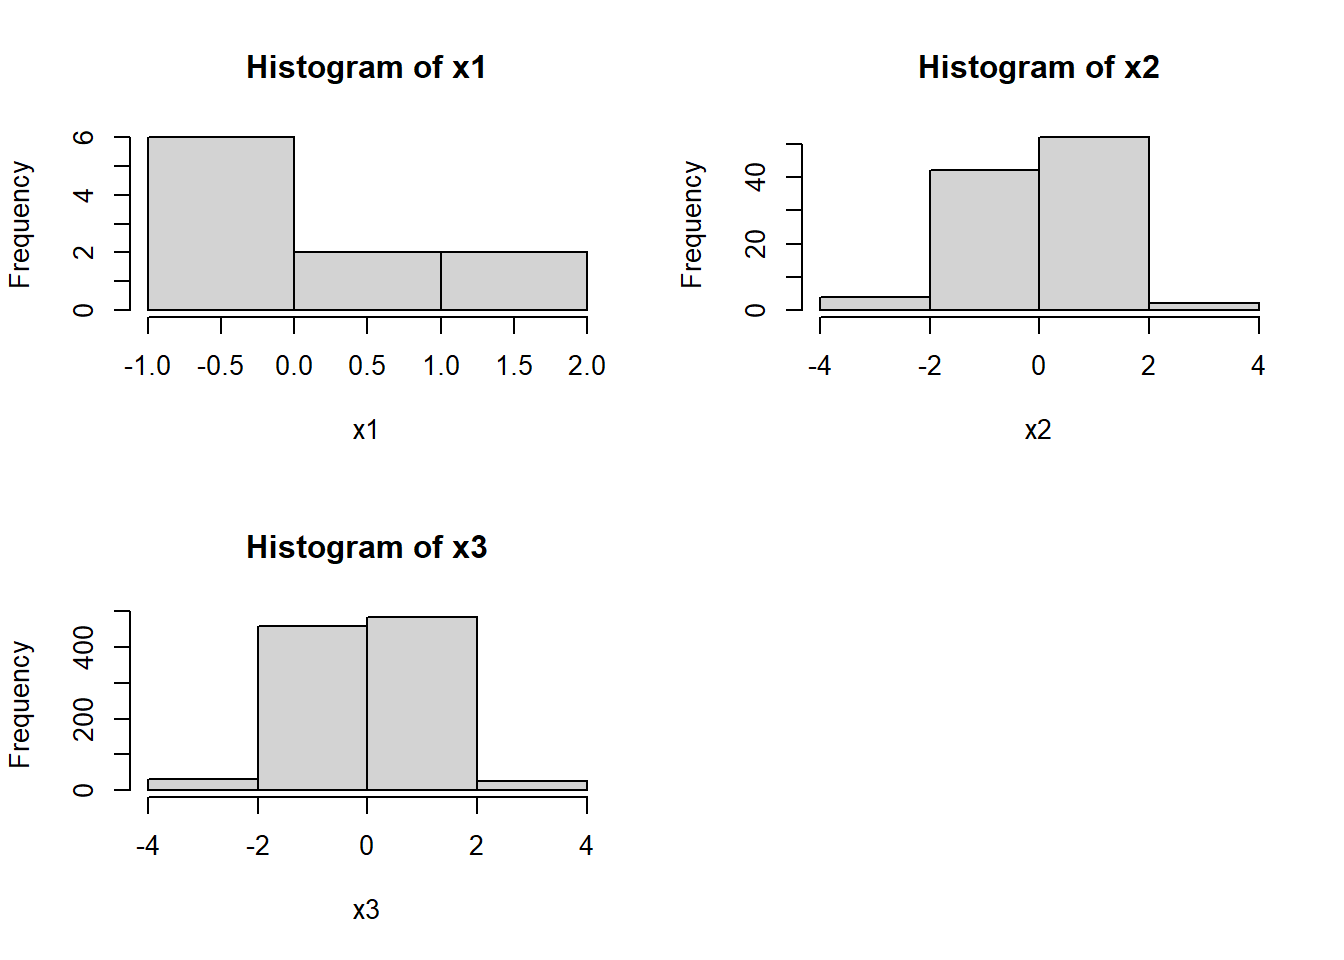 Histogram of x1
Frequency
0 2 4 6
-1.0 -0.5 0.0 0.5 1.0 1.5 2.0
x1
Histogram of x2
Frequency
0 20 40
-4 -2 0 2 4
x2
Histogram of x3
Frequency
0 200 400
-4 -2 0 2 4
x3